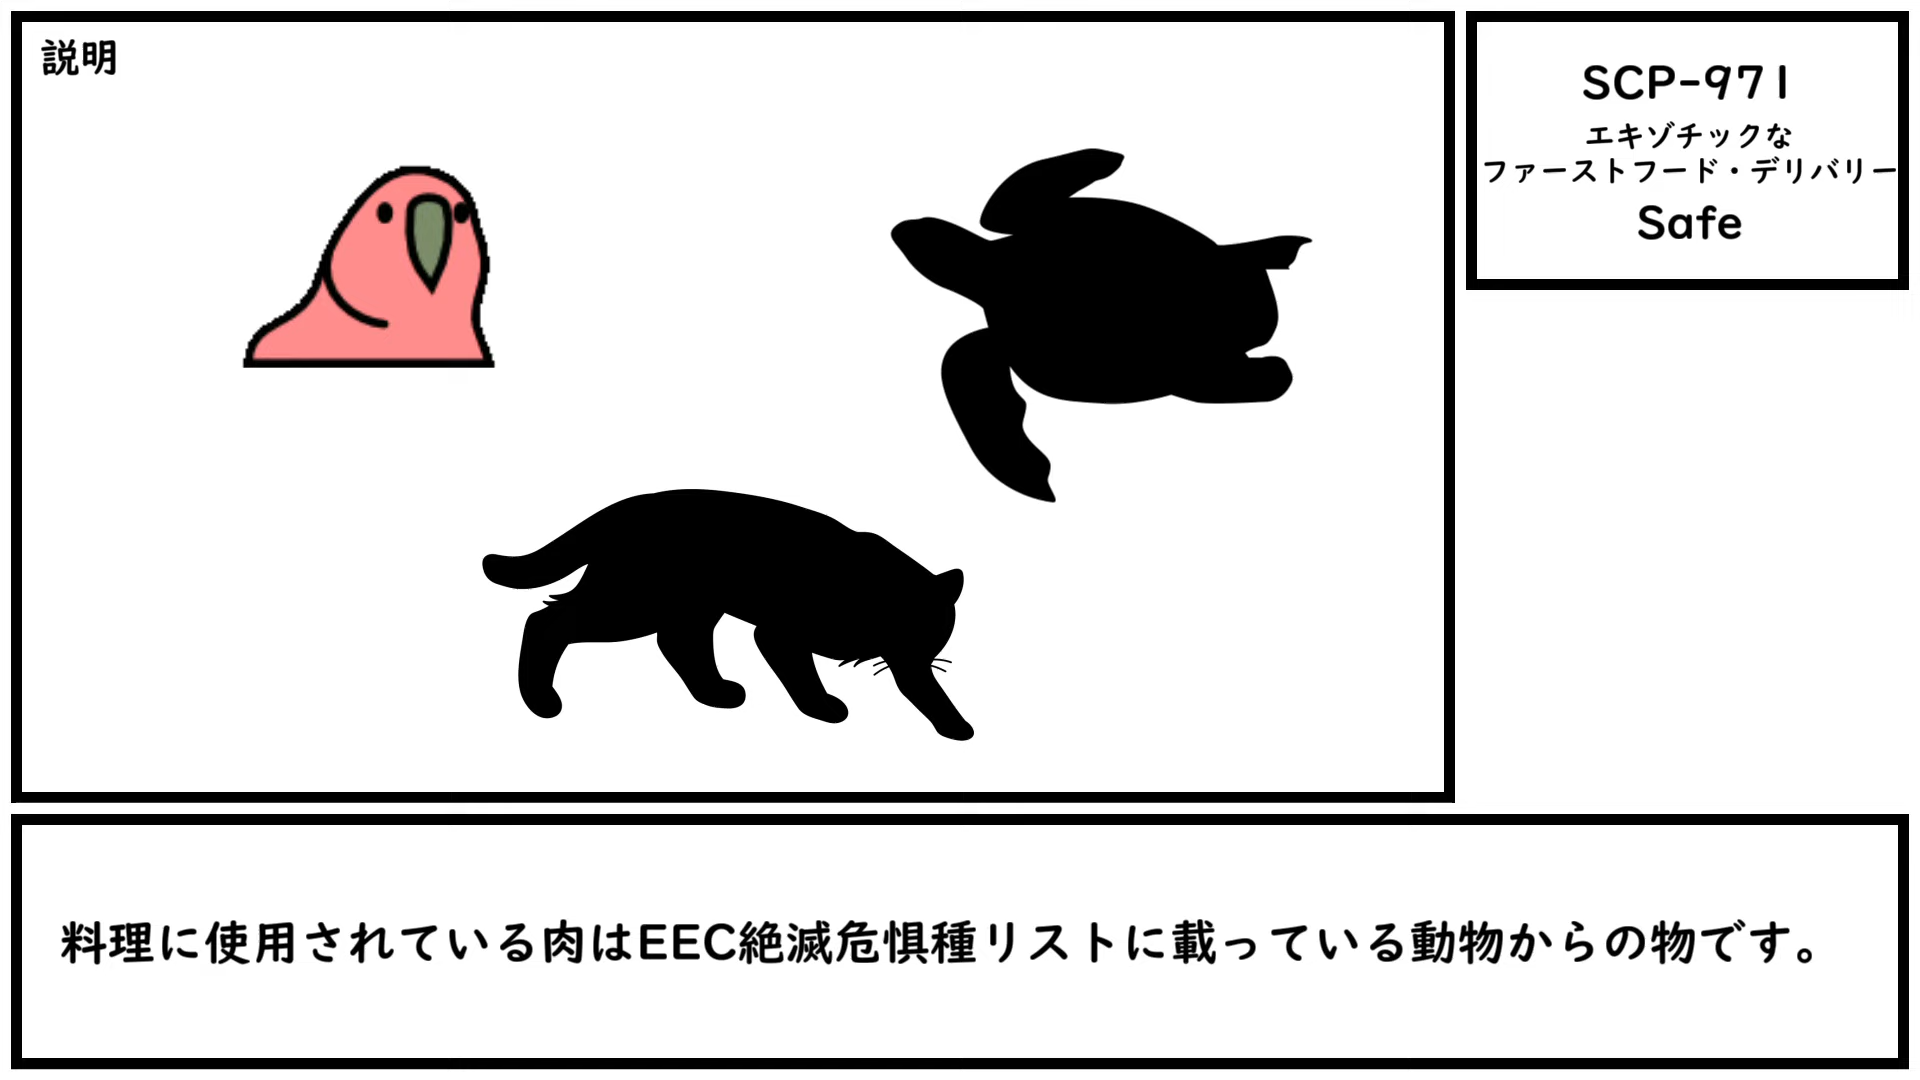 説明
SCP-971
エキゾチックな
ファーストフード・デリバリー
Safe
料理に使用されている肉はEEC絶滅危惧種リストに載っている動物からの物です。